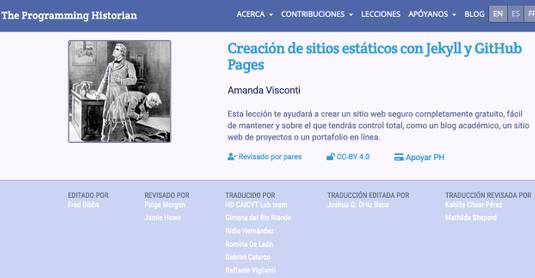 The Programming Historian
ACERCA CONTRIBUCIONES LECCIONES APÓYANOS BLOG EN ES FR
Creación de sitios estáticos con Jekyll y GitHub
Pages
Amanda Visconti
Esta lección te ayudará a crear un sitio web seguro completamente gratuito, fácil
de mantener y sobre el que tendrás control total, como un blog académico, un sitio
web de proyectos o un portafolio en línea.
Revisado por pares CC-BY 4.0 Apoyar PH
EDITADO POR
Fred Gibbs
REVISADO POR
Paige Morgan
Jamie Howe
TRADUCIDO POR
HD CAICYT Lab team
Gimena del Rio Riande
Nidia Hernández
Romina De León
Gabriel Calarco
Raffaele Viglianti
TRADUCCIÓN EDITADA POR
Joshua G. Ortiz Baco
TRADUCCIÓN REVISADA POR
Kahlila Chaar-Pérez
Mathilde Shepard